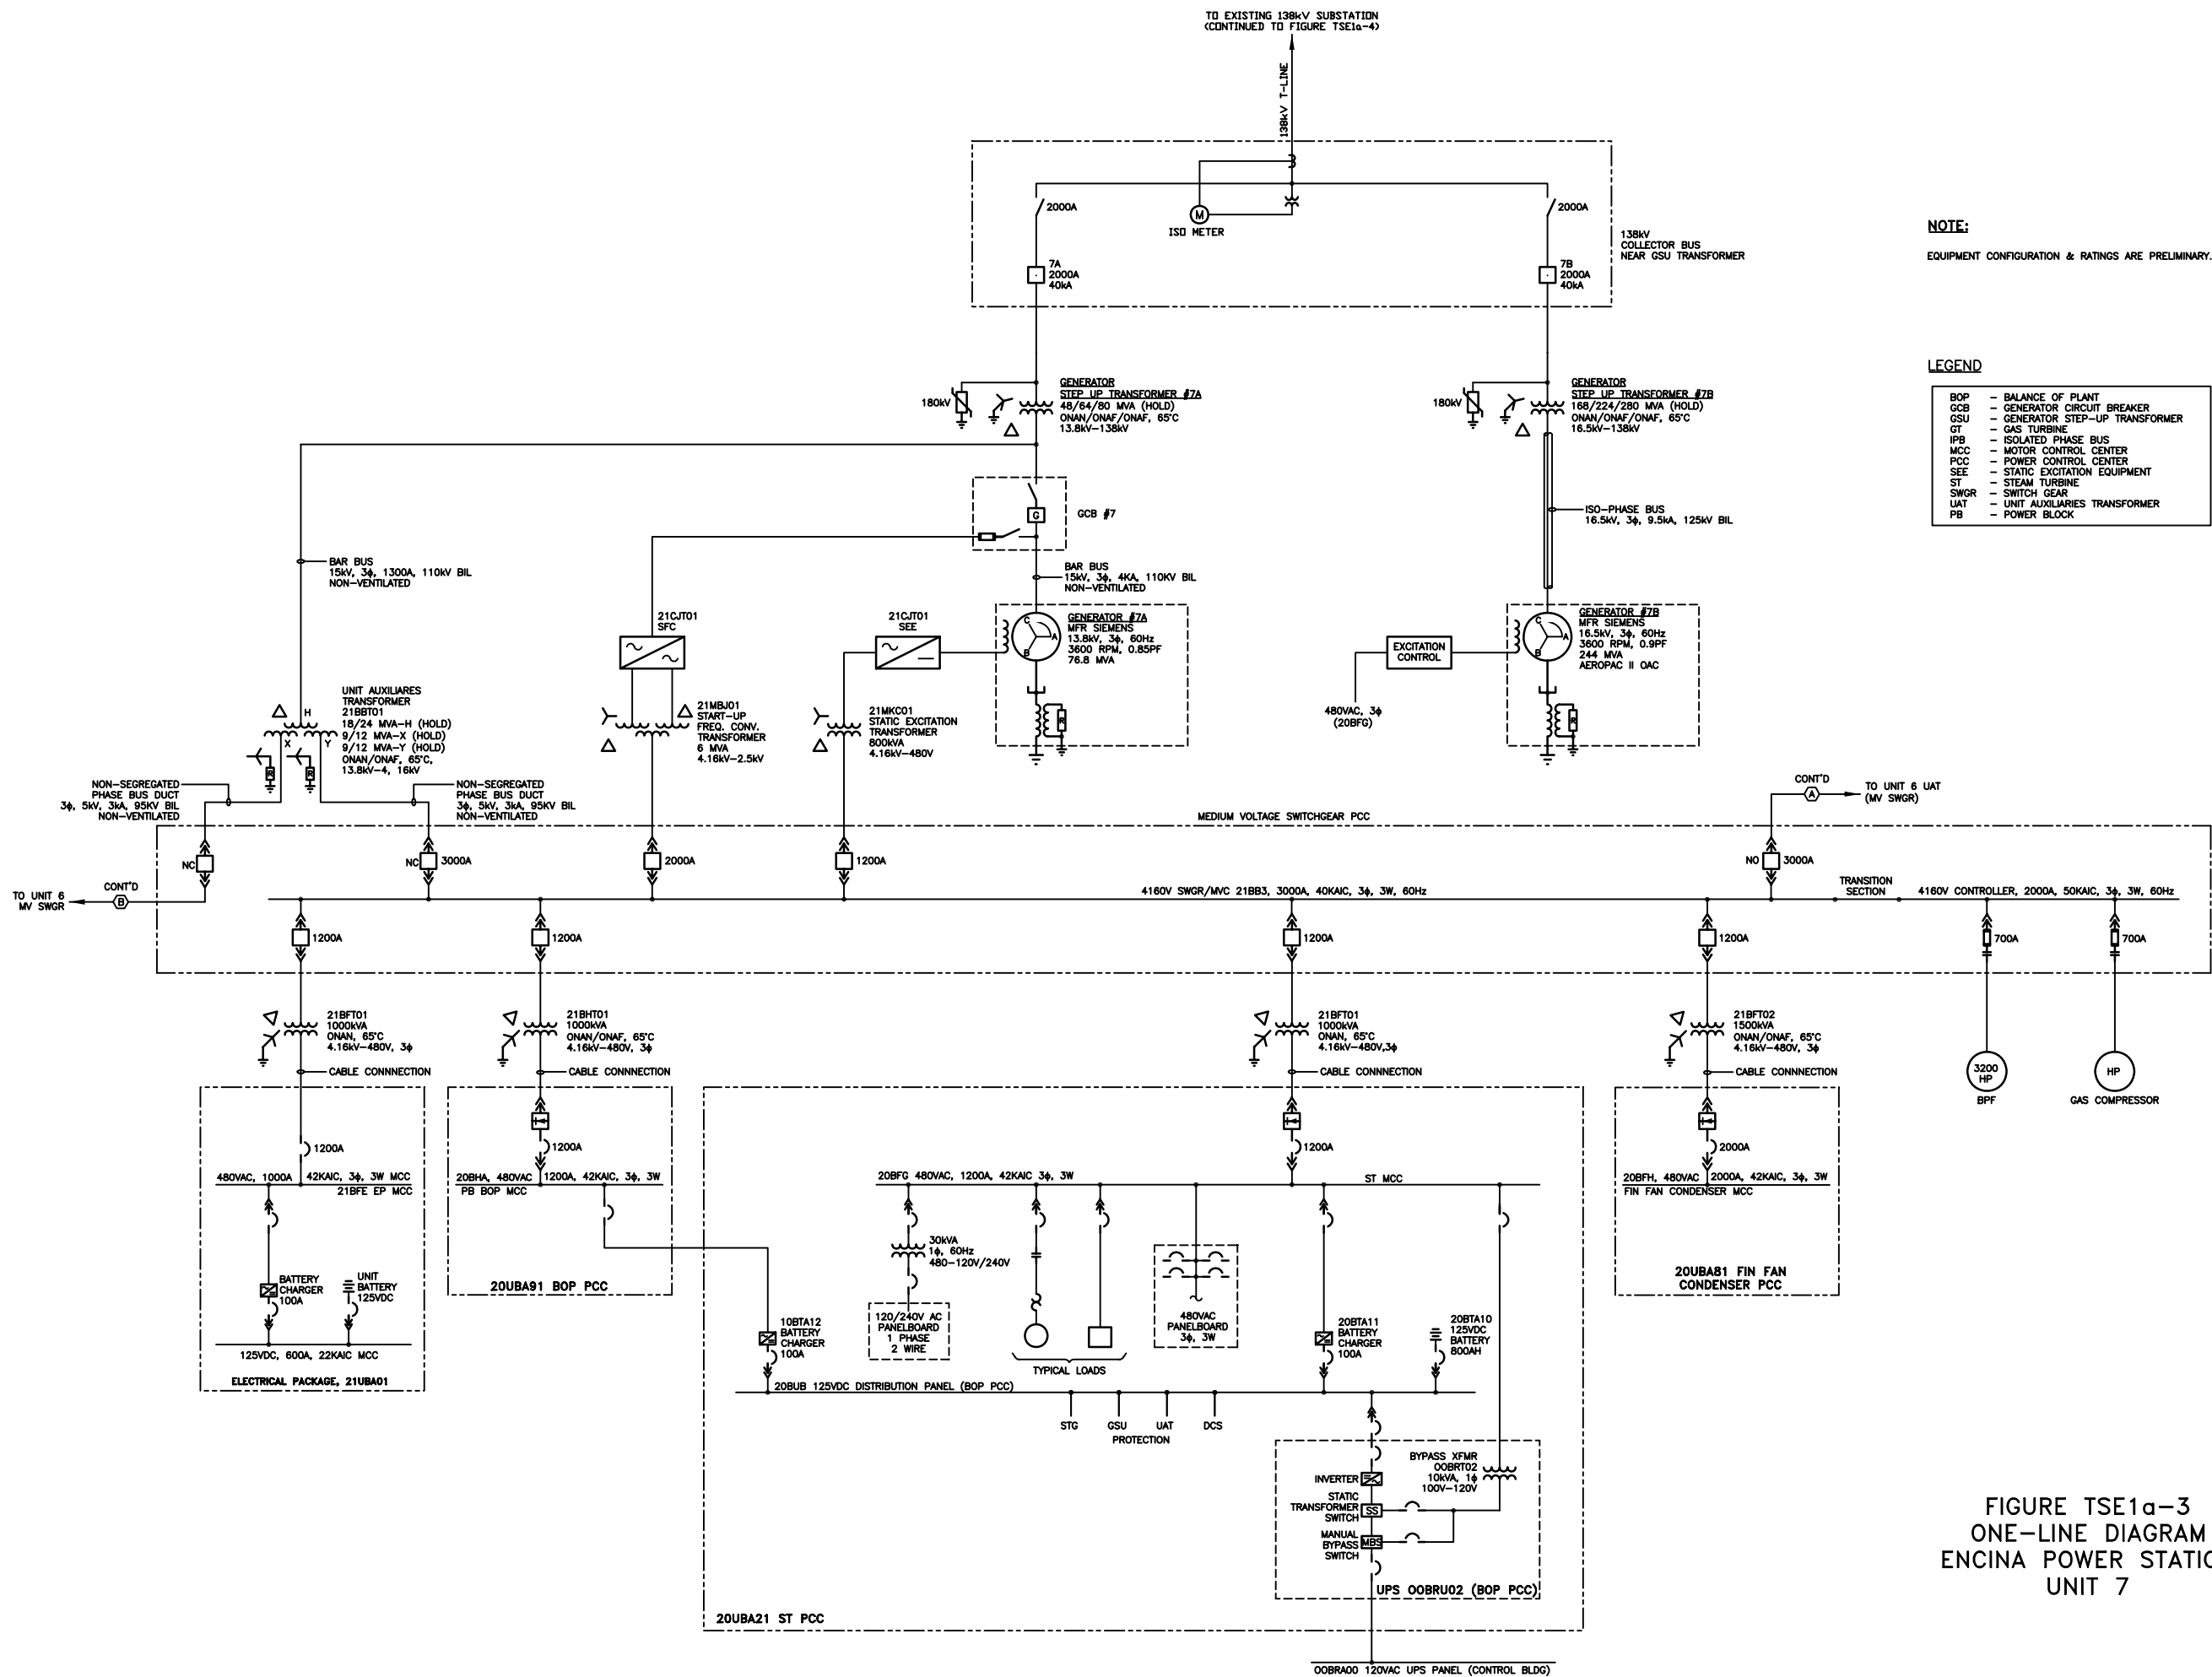 TO EXISTING 138kV SUBSTATION
(CONTINUED TO FIGURE TSE1a-4)
138kV T-LINE
2000A
M
ISO METER
2000A
138kV
COLLECTOR BUS
NEAR GSU TRANSFORMER
7A
2000A
40kA
7B
2000A
40kA
NOTE:
EQUIPMENT CONFIGURATION & RATINGS ARE PRELIMINARY.
LEGEND
BOP – BALANCE OF PLANT
GCB – GENERATOR CIRCUIT BREAKER
GSU – GENERATOR STEP-UP TRANSFORMER
GT – GAS TURBINE
IPB – ISOLATED PHASE BUS
MCC – MOTOR CONTROL CENTER
PCC – POWER CONTROL CENTER
SEE – STATIC EXCITATION EQUIPMENT
ST – STEAM TURBINE
SWGR – SWITCH GEAR
UAT – UNIT AUXILIARIES TRANSFORMER
PB – POWER BLOCK
180kV
GENERATOR
STEP UP TRANSFORMER #7A
48/64/80 MVA (HOLD)
ONAN/ONAF/ONAF, 65°C
13.8kV-138kV
180kV
GENERATOR
STEP UP TRANSFORMER #7B
168/224/280 MVA (HOLD)
ONAN/ONAF/ONAF, 65°C
16.5kV-138kV
G
GCB #7
ISO-PHASE BUS
16.5kV, 3ϕ, 9.5kA, 125kV BIL
BAR BUS
15kV, 3ϕ, 1300A, 110kV BIL
NON-VENTILATED
BAR BUS
15kV, 3ϕ, 4KA, 110KV BIL
NON-VENTILATED
21CJT01
SFC
21CJT01
SEE
C
A
B
GENERATOR #7A
MFR SIEMENS
13.8kV, 3ϕ, 60Hz
3600 RPM, 0.85PF
76.8 MVA
R
EXCITATION
CONTROL
480VAC, 3ϕ
(20BFG)
C
A
B
GENERATOR #7B
MFR SIEMENS
16.5kV, 3ϕ, 60Hz
3600 RPM, 0.9PF
244 MVA
AEROPAC II OAC
R
H
X
Y
R
R
UNIT AUXILIARES
TRANSFORMER
21BBT01
18/24 MVA-H (HOLD)
9/12 MVA-X (HOLD)
9/12 MVA-Y (HOLD)
ONAN/ONAF, 65°C,
13.8kV-4, 16kV
21MBJ01
START-UP
FREQ. CONV.
TRANSFORMER
6 MVA
4.16kV-2.5kV
21MKC01
STATIC EXCITATION
TRANSFORMER
800kVA
4.16kV-480V
NON-SEGREGATED
PHASE BUS DUCT
3ϕ, 5kV, 3kA, 95KV BIL
NON-VENTILATED
NON-SEGREGATED
PHASE BUS DUCT
3ϕ, 5kV, 3kA, 95KV BIL
NON-VENTILATED
CONT'D
A
TO UNIT 6 UAT
(MV SWGR)
MEDIUM VOLTAGE SWITCHGEAR PCC
NC
NC
3000A
2000A
1200A
NO
3000A
TO UNIT 6
MV SWGR
CONT'D
B
4160V SWGR/MVC 21BB3, 3000A, 40KAIC, 3ϕ, 3W, 60Hz
TRANSITION
SECTION
4160V CONTROLLER, 2000A, 50KAIC, 3ϕ, 3W, 60Hz
1200A
1200A
1200A
1200A
700A
700A
21BFT01
1000kVA
ONAN, 65°C
4.16kV-480V, 3ϕ
21BHT01
1000kVA
ONAN/ONAF, 65°C
4.16kV-480V, 3ϕ
21BFT01
1000kVA
ONAN, 65°C
4.16kV-480V,3ϕ
21BFT02
1500kVA
ONAN/ONAF, 65°C
4.16kV-480V, 3ϕ
CABLE CONNNECTION
CABLE CONNNECTION
CABLE CONNNECTION
CABLE CONNNECTION
3200
HP
BPF
HP
GAS COMPRESSOR
1200A
480VAC, 1000A 42KAIC, 3ϕ, 3W MCC
21BFE EP MCC
BATTERY
CHARGER
100A
UNIT
BATTERY
125VDC
125VDC, 600A, 22KAIC MCC
ELECTRICAL PACKAGE, 21UBA01
1200A
20BHA, 480VAC 1200A, 42KAIC, 3ϕ, 3W
PB BOP MCC
20UBA91 BOP PCC
1200A
20BFG 480VAC, 1200A, 42KAIC 3ϕ, 3W
ST MCC
30kVA
1ϕ, 60Hz
480-120V/240V
120/240V AC
PANELBOARD
1 PHASE
2 WIRE
TYPICAL LOADS
480VAC
PANELBOARD
3ϕ, 3W
10BTA12
BATTERY
CHARGER
100A
20BTA11
BATTERY
CHARGER
100A
20BTA10
125VDC
BATTERY
800AH
20BUB 125VDC DISTRIBUTION PANEL (BOP PCC)
STG GSU UAT DCS
PROTECTION
INVERTER
BYPASS XFMR
OOBRT02
10kVA, 1ϕ
100V-120V
STATIC
TRANSFORMER
SWITCH
SS
MANUAL
BYPASS
SWITCH
MBS
UPS OOBRU02 (BOP PCC)
20UBA21 ST PCC
OOBRA00 120VAC UPS PANEL (CONTROL BLDG)
2000A
20BFH, 480VAC 2000A, 42KAIC, 3ϕ, 3W
FIN FAN CONDENSER MCC
20UBA81 FIN FAN
CONDENSER PCC
FIGURE TSE1a-3
ONE-LINE DIAGRAM
ENCINA POWER
UNIT 7